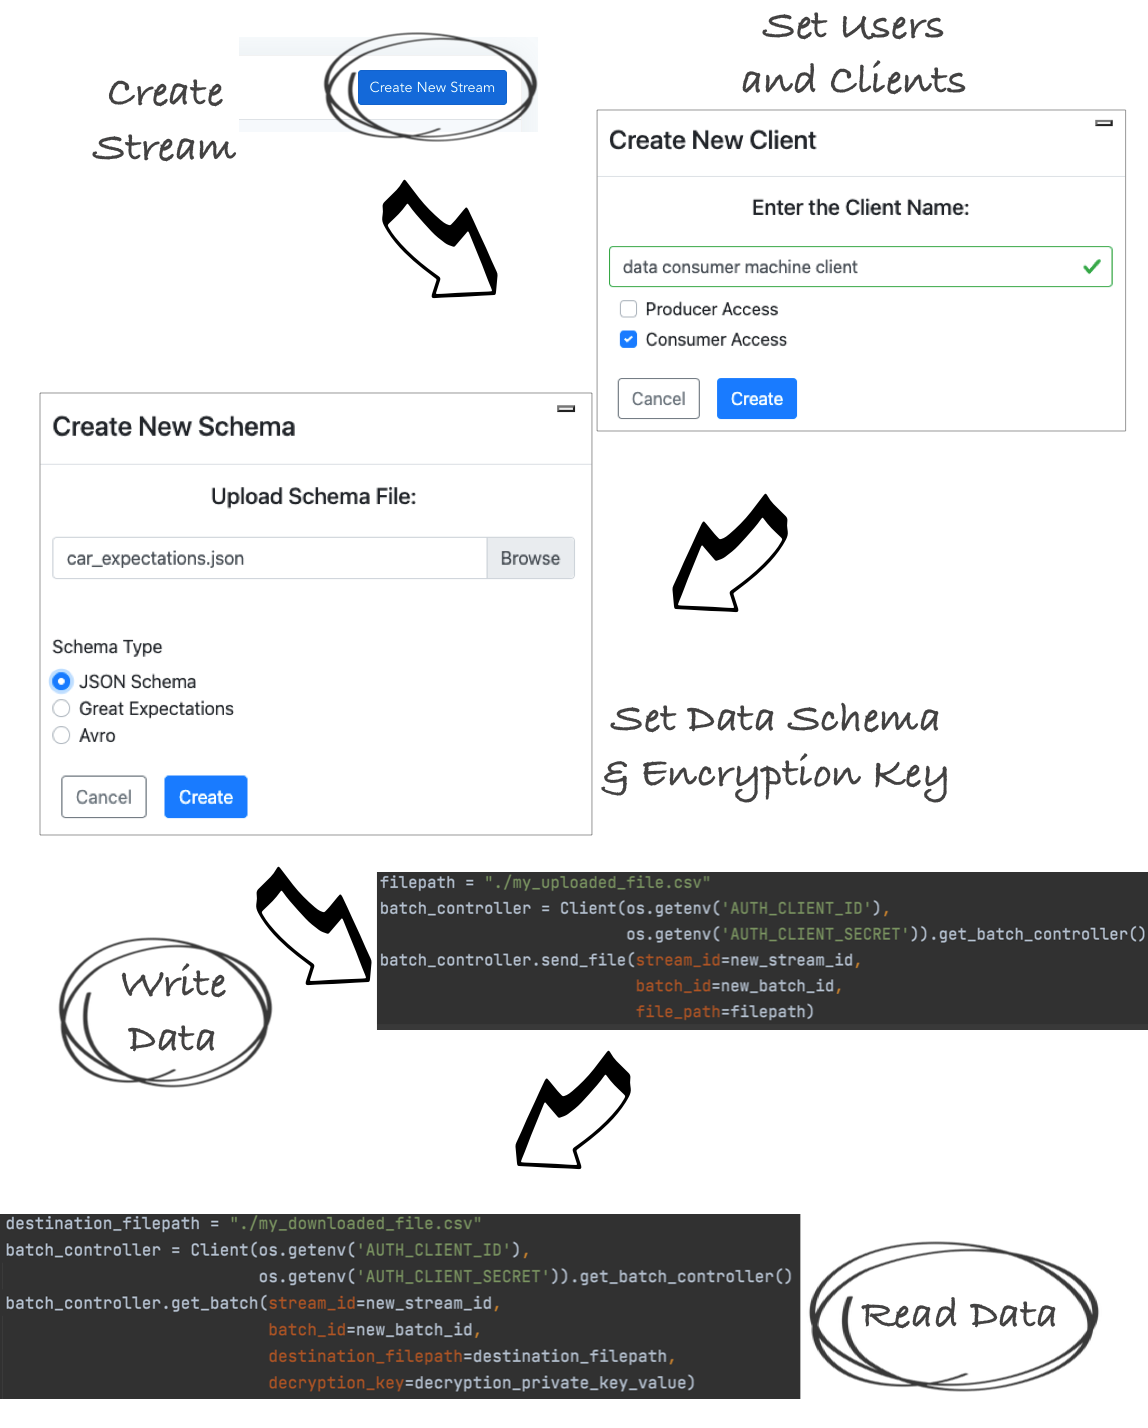 Create
Stream
Create New Stream
Set Users
and Clients
Create New Client
Enter the Client Name:
data consumer machine client
Producer Access
Consumer Access
Cancel
Create
Create New Schema
Upload Schema File:
car_expectations.json
Browse
Schema Type
JSON Schema
Great Expectations
Avro
Cancel
Create
Set Data Schema
& Encryption Key
Write
Data
filepath = "./my_uploaded_file.csv"
batch_controller = Client(os.getenv('AUTH_CLIENT_ID'),
os.getenv('AUTH_CLIENT_SECRET')).get_batch_controller()
batch_controller.send_file(stream_id=new_stream_id,
batch_id=new_batch_id,
file_path=filepath)
destination_filepath = "./my_downloaded_file.csv"
batch_controller = Client(os.getenv('AUTH_CLIENT_ID'),
os.getenv('AUTH_CLIENT_SECRET')).get_batch_controller()
batch_controller.get_batch(stream_id=new_stream_id,
batch_id=new_batch_id,
destination_filepath=destination_filepath,
decryption_key=decryption_private_key_value)
Read Data